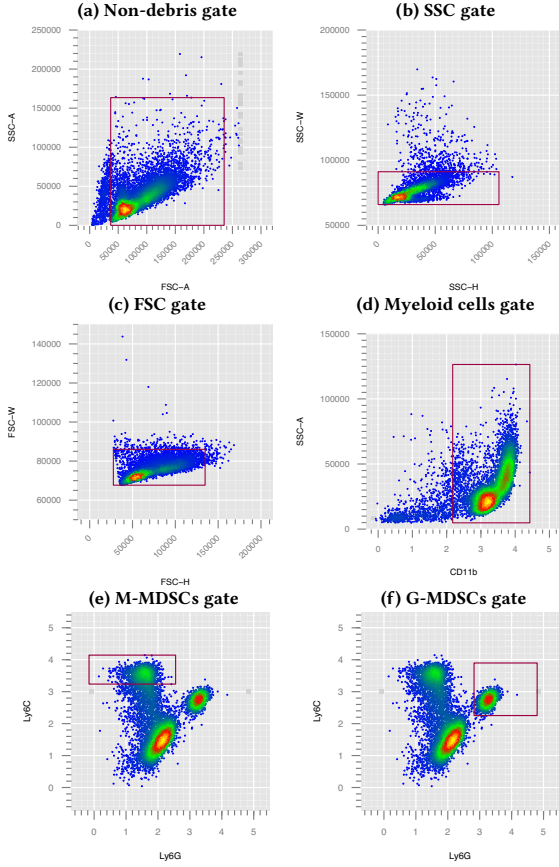 (a) Non-debris gate
250000
200000
150000
100000
50000
0
SSC-A
0
50000
100000
150000
200000
250000
300000
FSC-A
(b) SSC gate
200000
150000
100000
50000
SSC-W
0
50000
100000
150000
SSC-H
(c) FSC gate
140000
120000
100000
80000
60000
FSC-W
0
50000
100000
150000
200000
FSC-H
(d) Myeloid cells gate
150000
100000
50000
0
SSC-A
0 1 2 3 4 5
CD11b
(e) M-MDSCs gate
5
4
3
2
1
0
Ly6C
0 1 2 3 4 5
Ly6G
(f) G-MDSCs gate
5
4
3
2
1
0
Ly6C
0 1 2 3 4 5
Ly6G